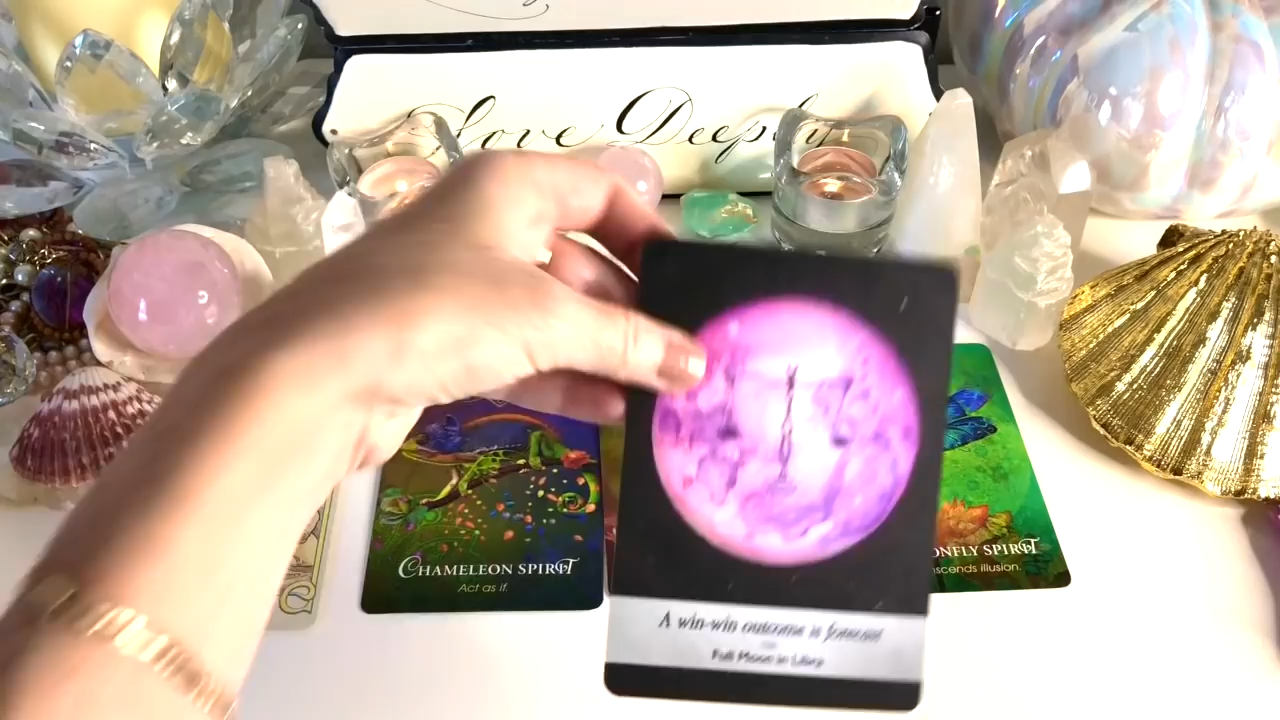 Love Deeply
CHAMELEON SPIRIT
Act as if.
ONFLY SPIRIT
nscends illusion.
A win-win outcome is forecast
Full Moon in Libra